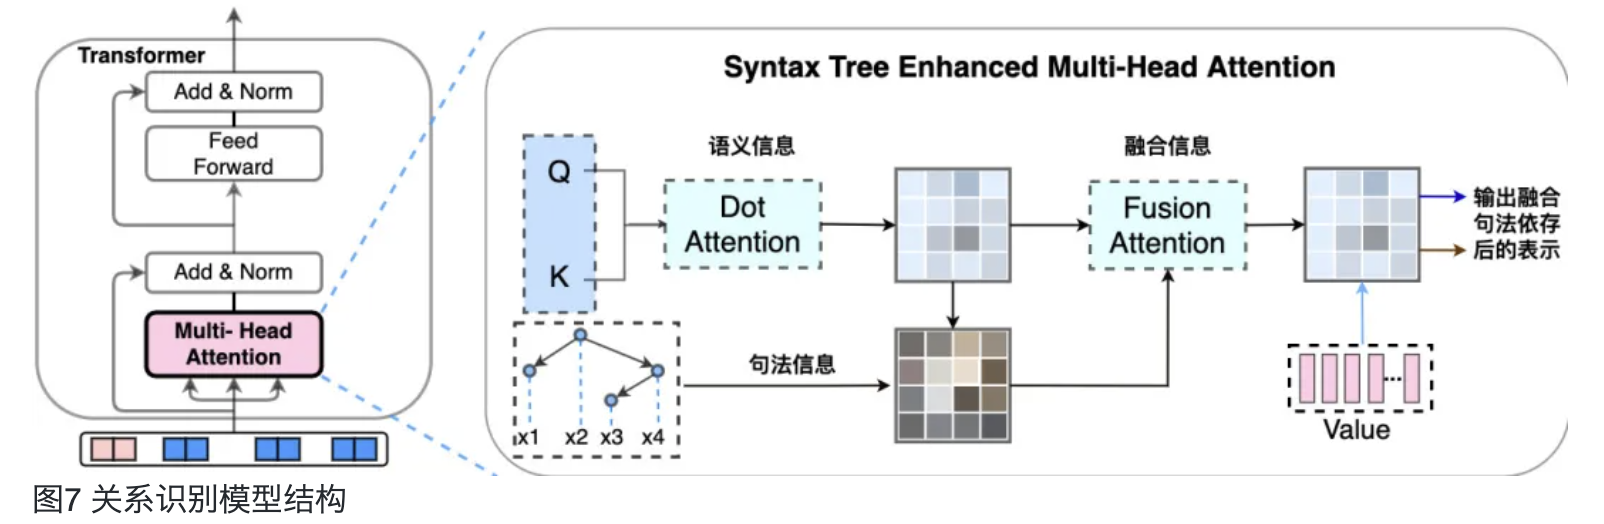 Transformer
Add & Norm
Feed
Forward
Add & Norm
Multi- Head
Attention
Syntax Tree Enhanced Multi-Head Attention
Q
K
语义信息
Dot
Attention
融合信息
Fusion
Attention
输出融合
句法依存
后的表示
句法信息
x1 x2 x3 x4
...
Value
图7 关系识别模型结构